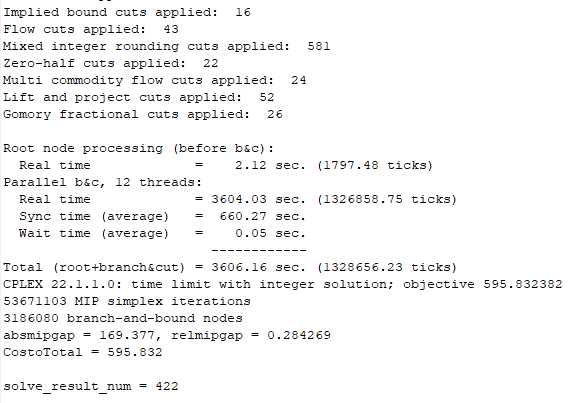 Implied bound cuts applied:  16
Flow cuts applied:  43
Mixed integer rounding cuts applied:  581
Zero-half cuts applied:  22
Multi commodity flow cuts applied:  24
Lift and project cuts applied:  52
Gomory fractional cuts applied:  26

Root node processing (before b&c):
  Real time             =    2.12 sec. (1797.48 ticks)
Parallel b&c, 12 threads:
  Real time             = 3604.03 sec. (1326858.75 ticks)
  Sync time (average)   =  660.27 sec.
  Wait time (average)   =    0.05 sec.
                          ------------
Total (root+branch&cut) = 3606.16 sec. (1328656.23 ticks)
CPLEX 22.1.1.0: time limit with integer solution; objective 595.832382
53671103 MIP simplex iterations
3186080 branch-and-bound nodes
absmipgap = 169.377, relmipgap = 0.284269
CostoTotal = 595.832

solve_result_num = 422